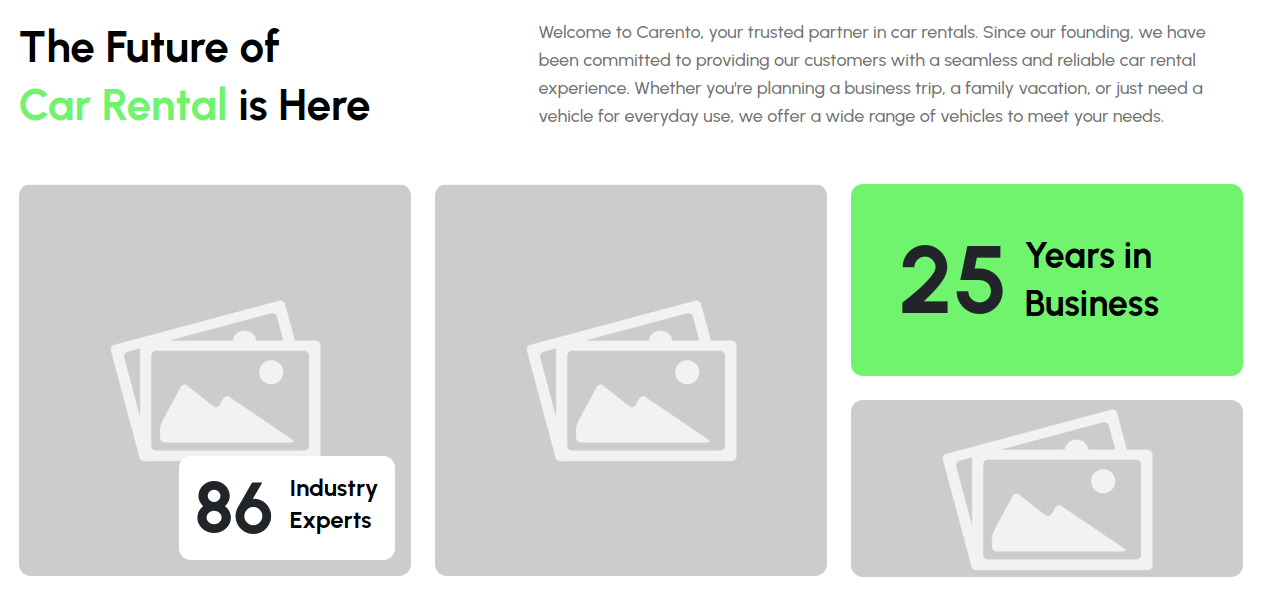 The Future of
Car Rental is Here
Welcome to Carento, your trusted partner in car rentals. Since our founding, we have
been committed to providing our customers with a seamless and reliable car rental
experience. Whether you're planning a business trip, a family vacation, or just need a
vehicle for everyday use, we offer a wide range of vehicles to meet your needs.
86
Industry
Experts
25
Years in
Business